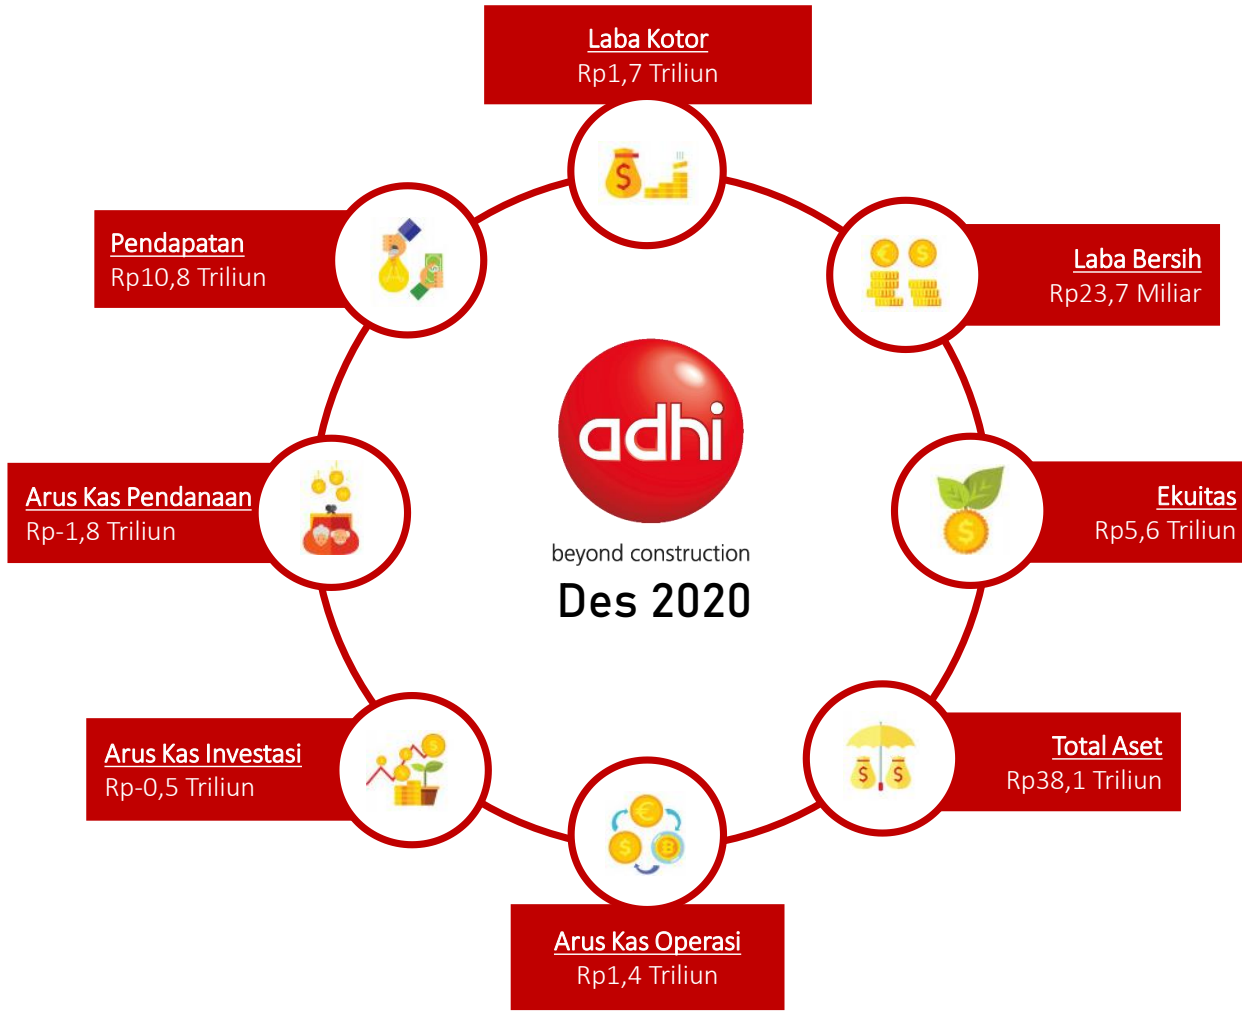 Laba Kotor
Rp1,7 Triliun
Pendapatan
Rp10,8 Triliun
Laba Bersih
Rp23,7 Miliar
adhi
beyond construction
Des 2020
Arus Kas Pendanaan
Rp-1,8 Triliun
Ekuitas
Rp5,6 Triliun
Arus Kas Investasi
Rp-0,5 Triliun
Total Aset
Rp38,1 Triliun
Arus Kas Operasi
Rp1,4 Triliun